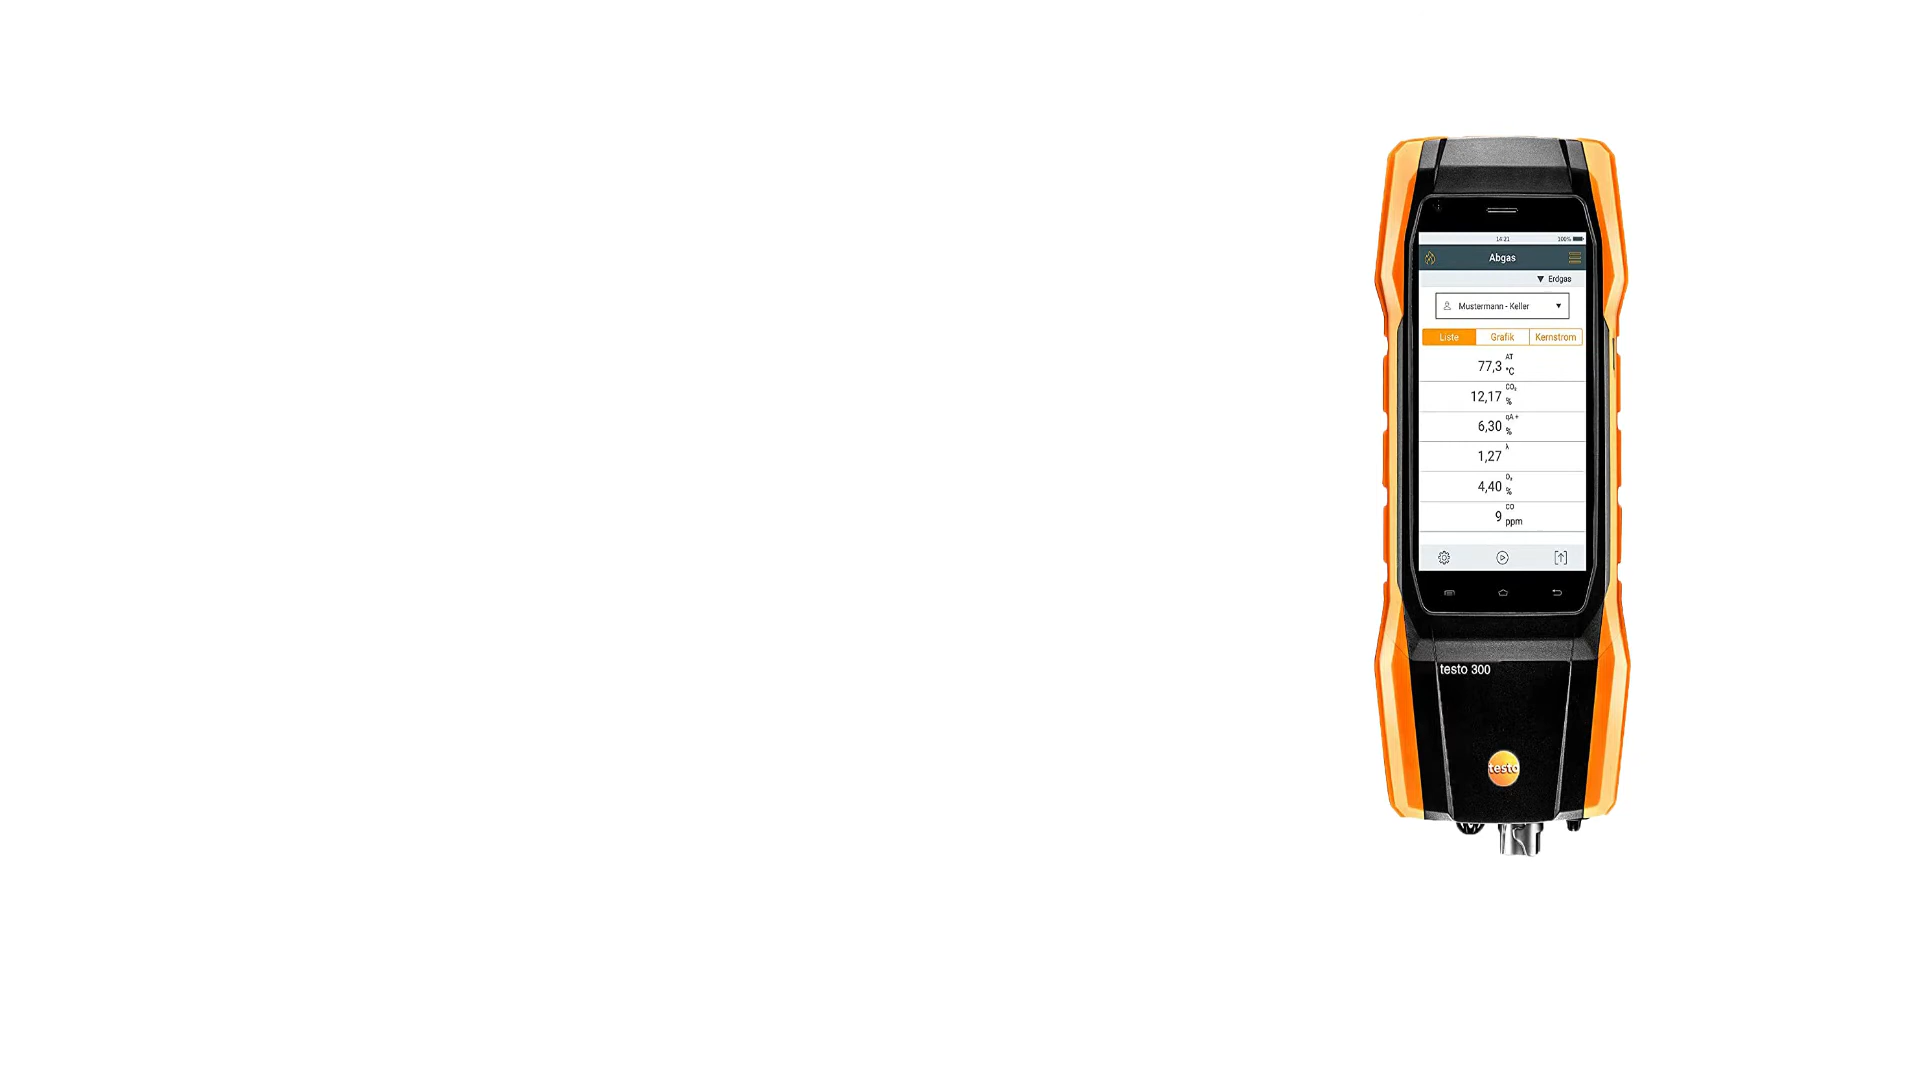 14:21 100%
Abgas
Erdgas
Mustermann - Keller
Liste Grafik Kernstrom
77,3 AT °C
12,17 CO₂ %
6,30 qA+ %
1,27 λ
4,40 O₂ %
9 CO ppm
testo 300
testo